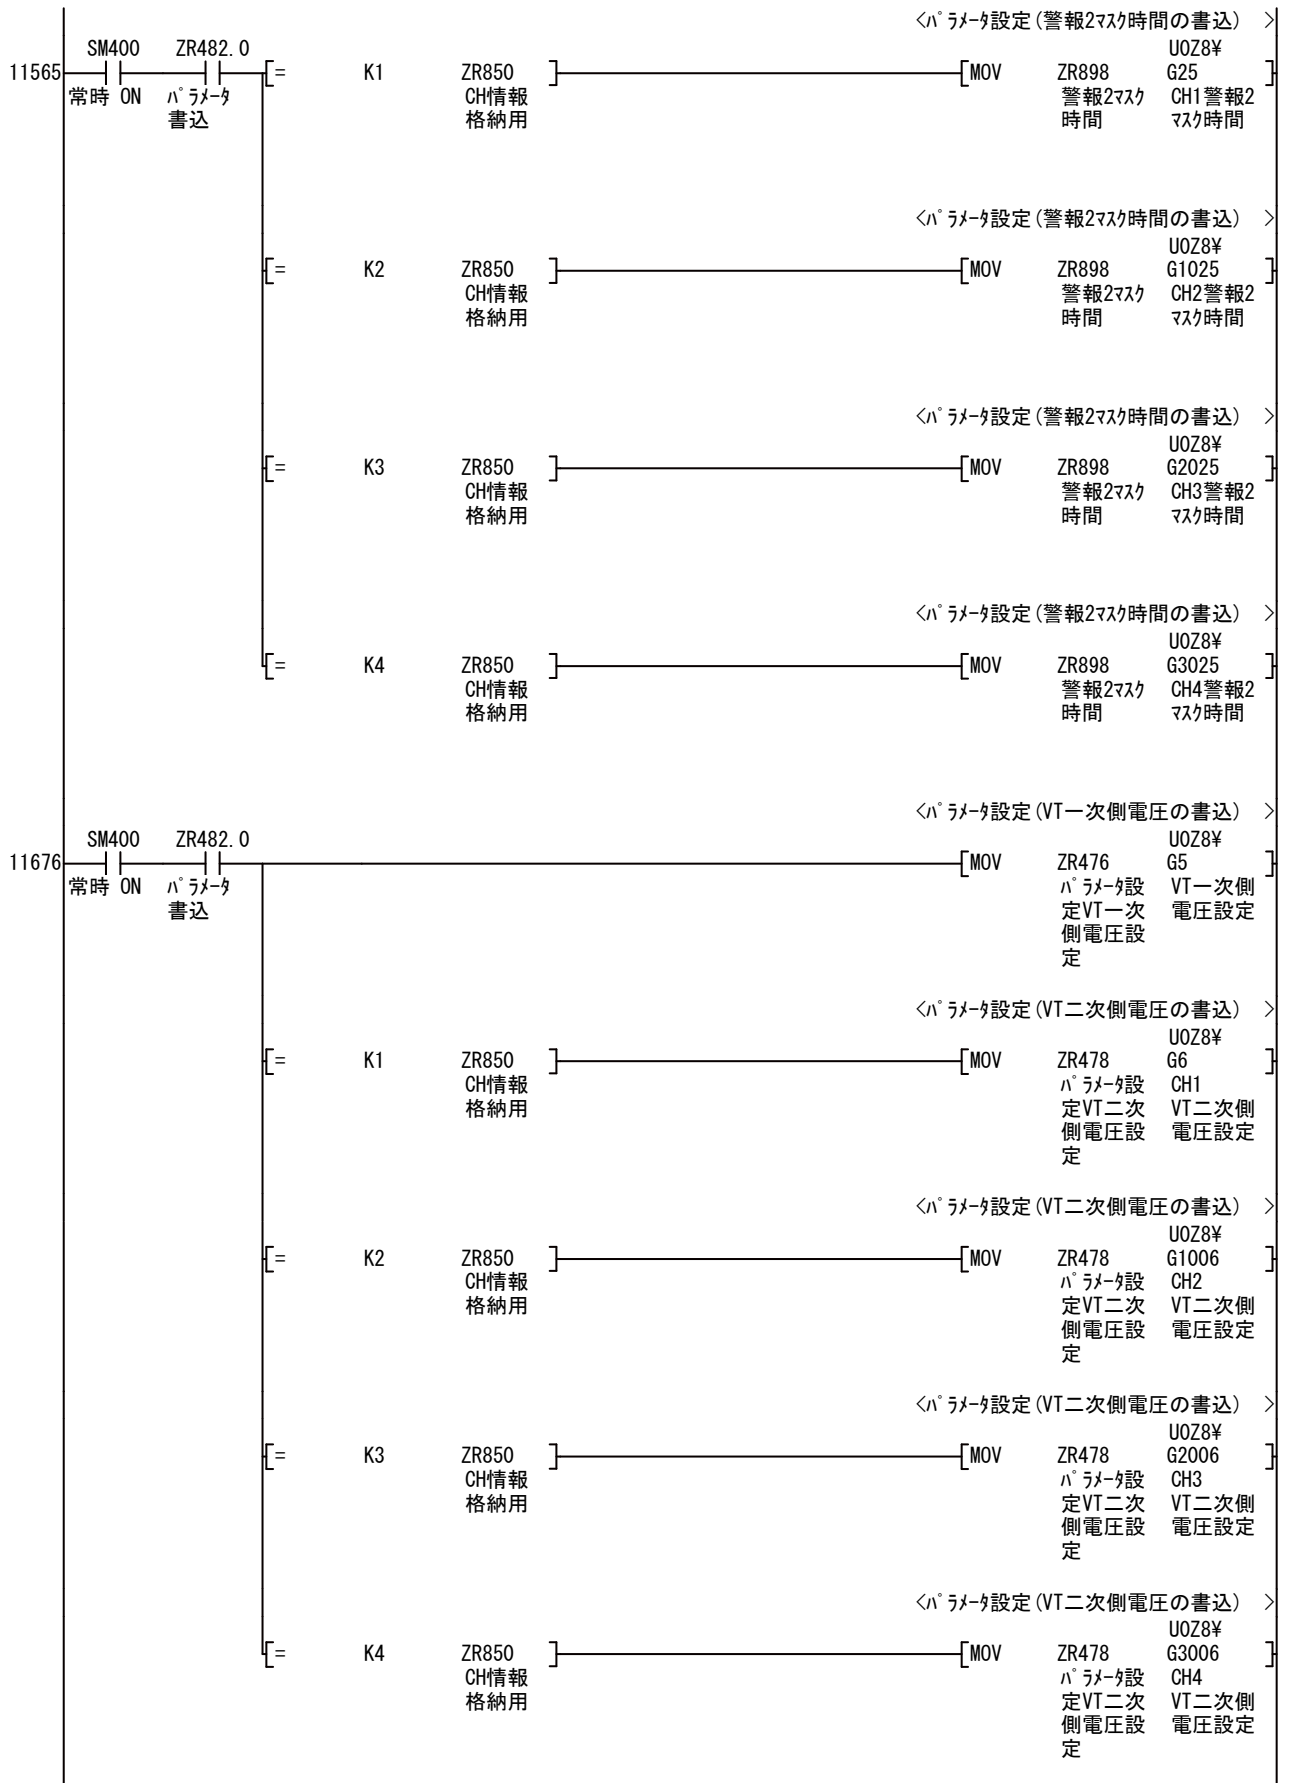 <ﾊﾟﾗﾒｰﾀ設定(警報2ﾏｽｸ時間の書込) >
SM400 ZR482.0 U0Z8¥
11565 [= K1 ZR850 ] [MOV ZR898 G25 ]
常時 ON ﾊﾟﾗﾒｰﾀ CH情報 警報2ﾏｽｸ CH1警報2
書込 格納用 時間 ﾏｽｸ時間
<ﾊﾟﾗﾒｰﾀ設定(警報2ﾏｽｸ時間の書込) >
U0Z8¥
[= K2 ZR850 ] [MOV ZR898 G1025 ]
CH情報 警報2ﾏｽｸ CH2警報2
格納用 時間 ﾏｽｸ時間
<ﾊﾟﾗﾒｰﾀ設定(警報2ﾏｽｸ時間の書込) >
U0Z8¥
[= K3 ZR850 ] [MOV ZR898 G2025 ]
CH情報 警報2ﾏｽｸ CH3警報2
格納用 時間 ﾏｽｸ時間
<ﾊﾟﾗﾒｰﾀ設定(警報2ﾏｽｸ時間の書込) >
U0Z8¥
[= K4 ZR850 ] [MOV ZR898 G3025 ]
CH情報 警報2ﾏｽｸ CH4警報2
格納用 時間 ﾏｽｸ時間
<ﾊﾟﾗﾒｰﾀ設定(VT一次側電圧の書込) >
SM400 ZR482.0 U0Z8¥
11676 [MOV ZR476 G5 ]
常時 ON ﾊﾟﾗﾒｰﾀ ﾊﾟﾗﾒｰﾀ設 VT一次側
書込 定VT一次 電圧設定
側電圧設
定
<ﾊﾟﾗﾒｰﾀ設定(VT二次側電圧の書込) >
U0Z8¥
[= K1 ZR850 ] [MOV ZR478 G6 ]
CH情報 ﾊﾟﾗﾒｰﾀ設 CH1
格納用 定VT二次 VT二次側
側電圧設 電圧設定
定
<ﾊﾟﾗﾒｰﾀ設定(VT二次側電圧の書込) >
U0Z8¥
[= K2 ZR850 ] [MOV ZR478 G1006 ]
CH情報 ﾊﾟﾗﾒｰﾀ設 CH2
格納用 定VT二次 VT二次側
側電圧設 電圧設定
定
<ﾊﾟﾗﾒｰﾀ設定(VT二次側電圧の書込) >
U0Z8¥
[= K3 ZR850 ] [MOV ZR478 G2006 ]
CH情報 ﾊﾟﾗﾒｰﾀ設 CH3
格納用 定VT二次 VT二次側
側電圧設 電圧設定
定
<ﾊﾟﾗﾒｰﾀ設定(VT二次側電圧の書込) >
U0Z8¥
[= K4 ZR850 ] [MOV ZR478 G3006 ]
CH情報 ﾊﾟﾗﾒｰﾀ設 CH4
格納用 定VT二次 VT二次側
側電圧設 電圧設定
定